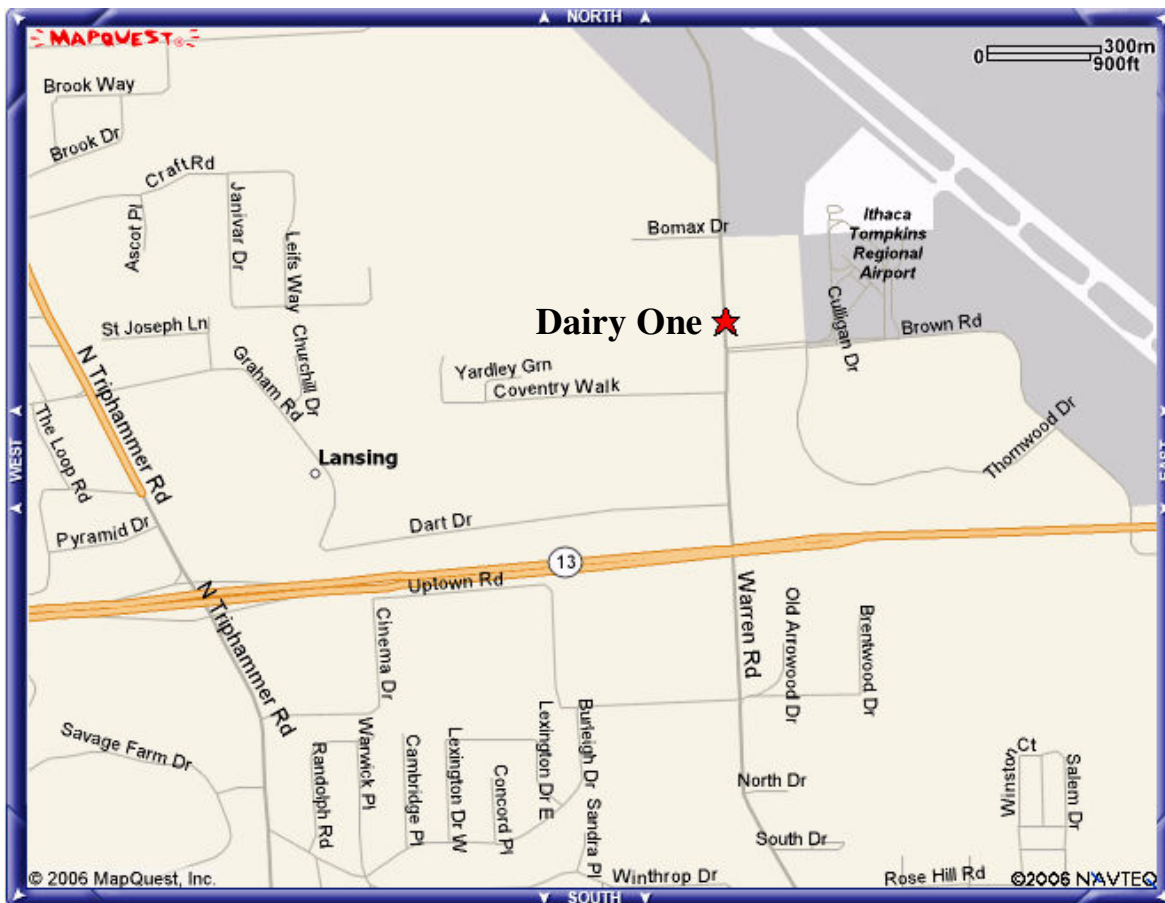 NORTH
MAPQUEST®
0 300m
900ft
Brook Way
Brook Dr
Craft Rd
Ascot Pl
Janivar Dr
Leifs Way
Bomax Dr
Ithaca
Tompkins
Regional
Airport
Culligan Dr
Brown Rd
Dairy One
St Joseph Ln
Churchill Dr
Graham Rd
N Triphammer Rd
Yardley Grn
Coventry Walk
Thornwood Dr
The Loop Rd
WEST
EAST
Lansing
Pyramid Dr
Dart Dr
13
Uptown Rd
N Triphammer Rd
Cinema Dr
Warren Rd
Old Arrowood Dr
Brentwood Dr
Savage Farm Dr
Randolph Rd
Warwick Pl
Cambridge Pl
Lexington Dr W
Concord Pl
Lexington Dr E
Burleigh Dr
Sandra Pl
North Dr
South Dr
Winston
Ct
Salem Dr
Winthrop Dr
Rose Hill Rd
© 2006 MapQuest, Inc.
©2006 NAVTEQ
SOUTH